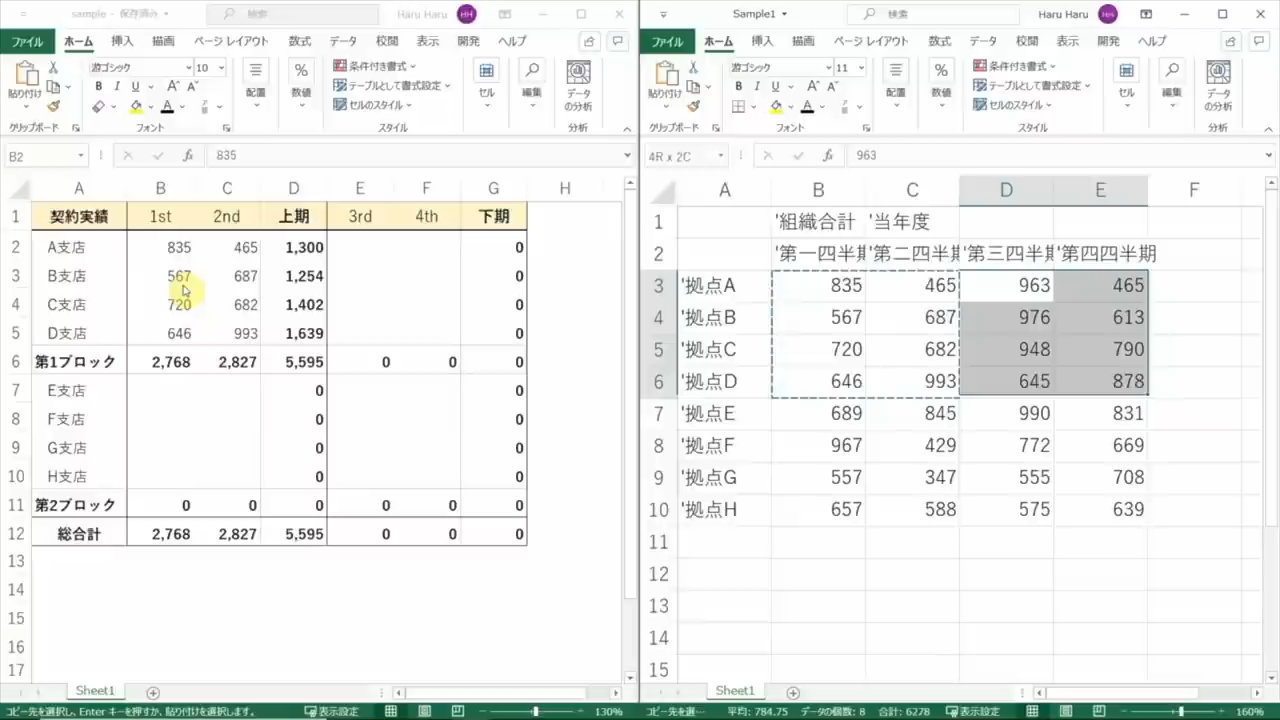 sample - 保存済み
検索
Haru Haru HH
ファイル ホーム 挿入 描画 ページ レイアウト 数式 データ 校閲 表示 開発 ヘルプ
貼り付け
游ゴシック 10
B I U A A
配置
%
数値
条件付き書式
テーブルとして書式設定
セルのスタイル
セル
編集
データ
の分析
クリップボード フォント スタイル 分析
B2 fx 835
A B C D E F G H
1 契約実績 1st 2nd 上期 3rd 4th 下期
2 A支店 835 465 1,300 0
3 B支店 567 687 1,254 0
4 C支店 720 682 1,402 0
5 D支店 646 993 1,639 0
6 第1ブロック 2,768 2,827 5,595 0 0 0
7 E支店 0 0
8 F支店 0 0
9 G支店 0 0
10 H支店 0 0
11 第2ブロック 0 0 0 0 0 0
12 総合計 2,768 2,827 5,595 0 0 0
13
14
15
16
17
Sheet1
コピー先を選択し、Enter キーを押すか、貼り付けを選択します。 表示設定 130%
Sample1
検索
Haru Haru HH
ファイル ホーム 挿入 描画 ページ レイアウト 数式 データ 校閲 表示 開発 ヘルプ
貼り付け
游ゴシック 11
B I U A A
配置
%
数値
条件付き書式
テーブルとして書式設定
セルのスタイル
セル
編集
データ
の分析
クリップボード フォント スタイル 分析
4R x 2C fx 963
A B C D E F
1 '組織合計 '当年度
2 '第一四半期 '第二四半期 '第三四半期 '第四四半期
3 '拠点A 835 465 963 465
4 '拠点B 567 687 976 613
5 '拠点C 720 682 948 790
6 '拠点D 646 993 645 878
7 '拠点E 689 845 990 831
8 '拠点F 967 429 772 669
9 '拠点G 557 347 555 708
10 '拠点H 657 588 575 639
11
12
13
14
15
Sheet1
コピー先を選… 平均: 784.75 データの個数: 8 合計: 6278 表示設定 160%